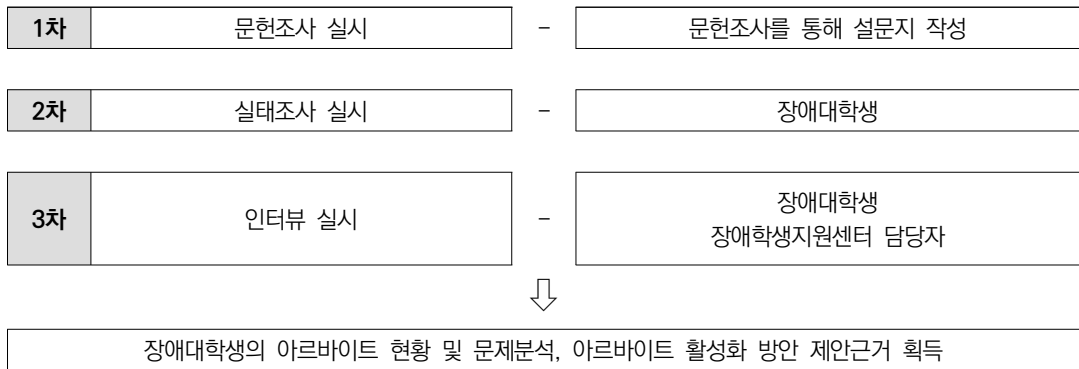 1차 문헌조사 실시 - 문헌조사를 통해 설문지 작성
2차 실태조사 실시 - 장애대학생
3차 인터뷰 실시 - 장애대학생
장애학생지원센터 담당자
장애대학생의 아르바이트 현황 및 문제분석, 아르바이트 활성화 방안 제안근거 획득